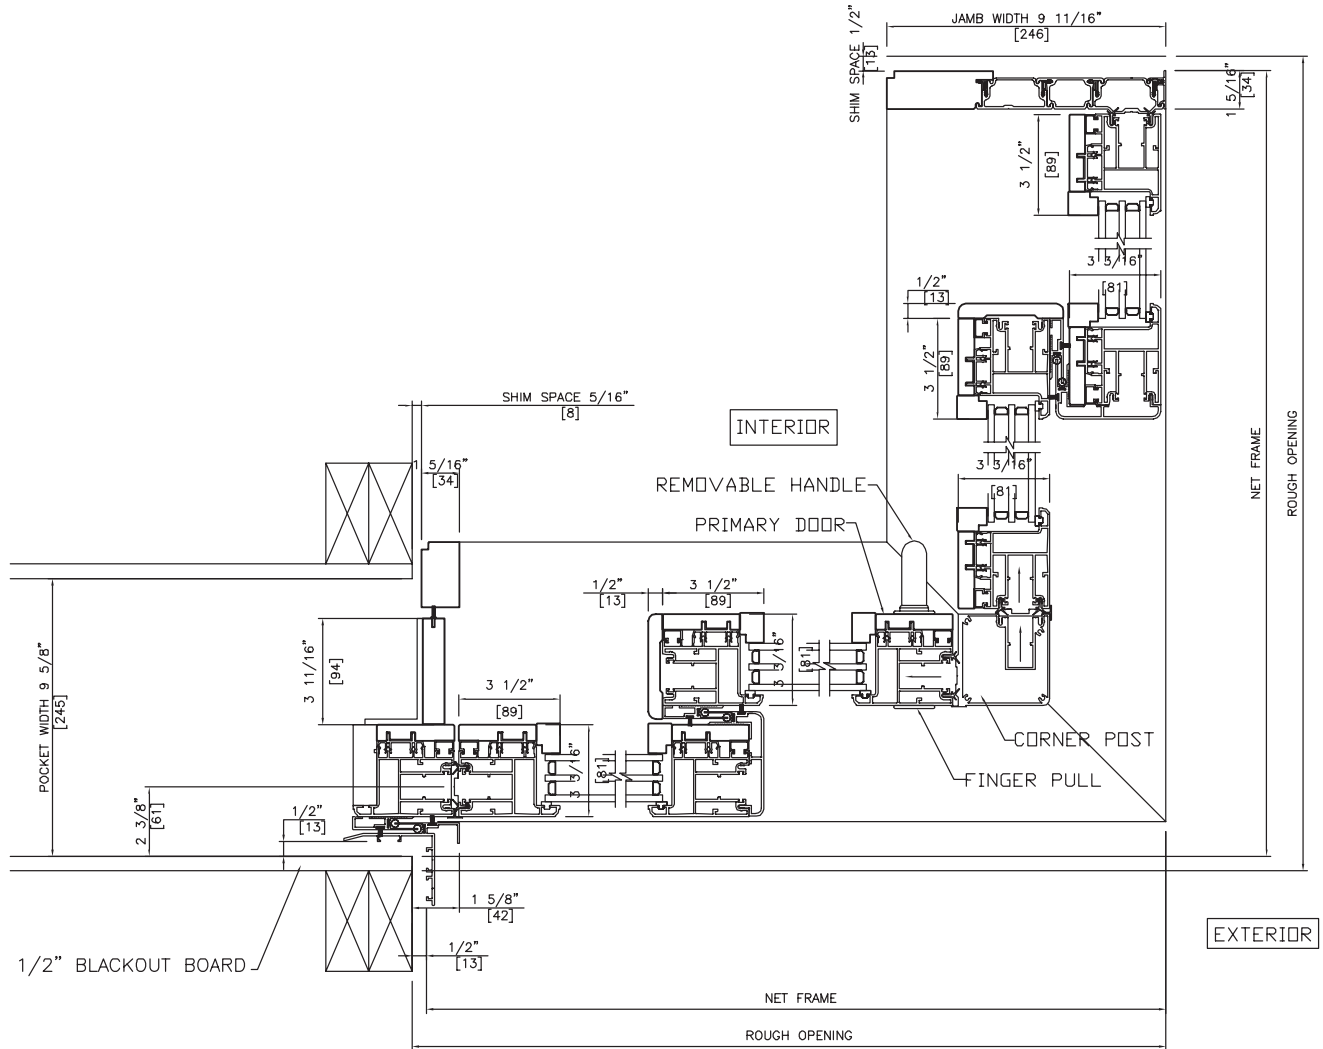 JAMB WIDTH 9 11/16"
[246]
SHIM SPACE 1/2"
[13]
1 5/16"
[34]
3 1/2"
[89]
3 3/16"
[81]
1/2"
[13]
3 1/2"
[89]
SHIM SPACE 5/16"
[8]
INTERIOR
3 3/16"
[81]
1 5/16"
[34]
REMOVABLE HANDLE
PRIMARY DOOR
NET FRAME
ROUGH OPENING
1/2"
[13]
3 1/2"
[89]
3 11/16"
[94]
3 3/16"
[81]
3 1/2"
[89]
POCKET WIDTH 9 5/8"
[245]
CORNER POST
FINGER PULL
3 3/16"
[81]
2 3/8"
[61]
1/2"
[13]
1 5/8"
[42]
EXTERIOR
1/2"
[13]
1/2" BLACKOUT BOARD
NET FRAME
ROUGH OPENING